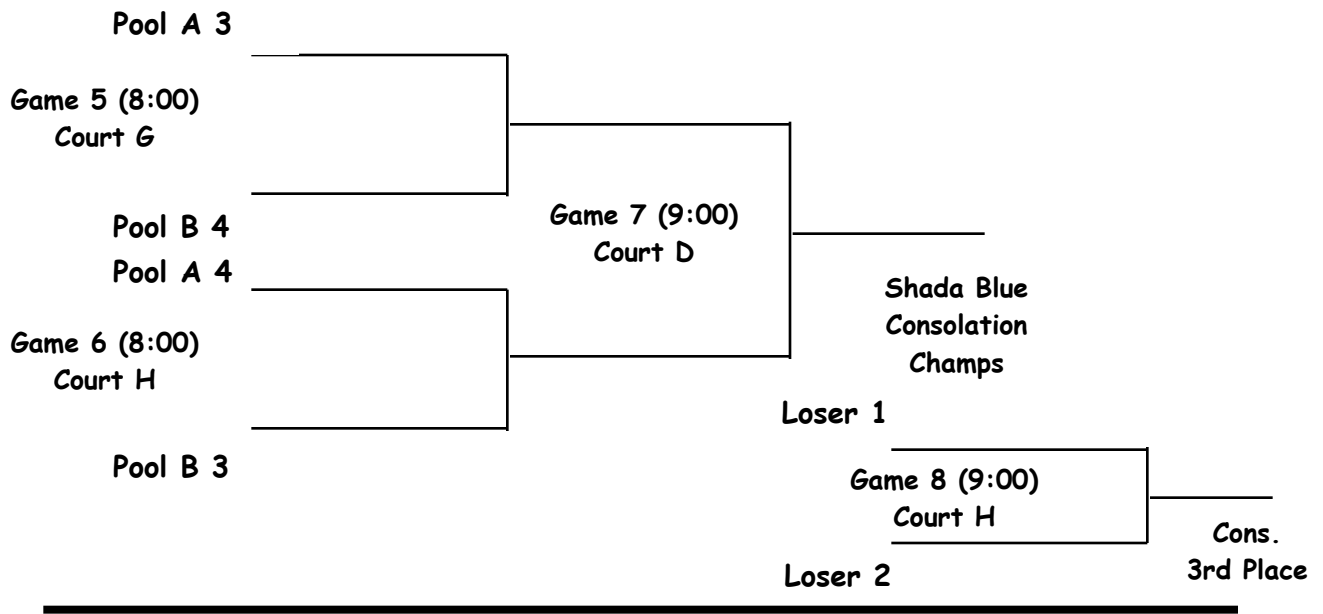 Pool A 3
Game 5 (8:00)
Court G
Pool B 4
Pool A 4
Game 6 (8:00)
Court H
Pool B 3
Game 7 (9:00)
Court D
Shada Blue
Consolation
Champs
Loser 1
Game 8 (9:00)
Court H
Loser 2
Cons.
3rd Place